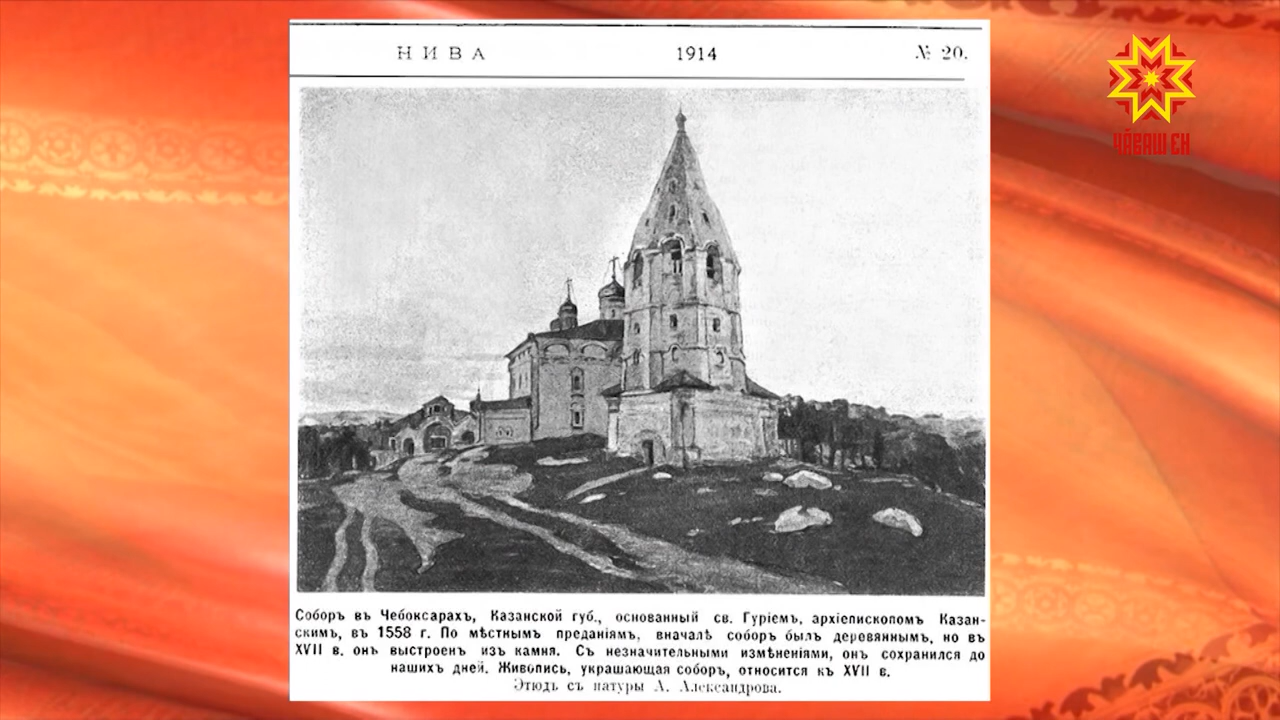 НИВА 1914 № 20.
ЧӐВАШ ЕН
Соборъ въ Чебоксарахъ, Казанской губ., основанный св. Гуріемъ, архіепископомъ Казан-
скимъ, въ 1558 г. По мѣстнымъ преданіямъ, вначалѣ соборъ былъ деревяннымъ, но въ
XVII в. онъ выстроен изъ камня. Съ незначительными измѣненіями, онъ сохранился до
нашихъ дней. Живопись, украшающая соборъ, относится къ XVII в.
Этюдъ съ натуры А. Александрова.